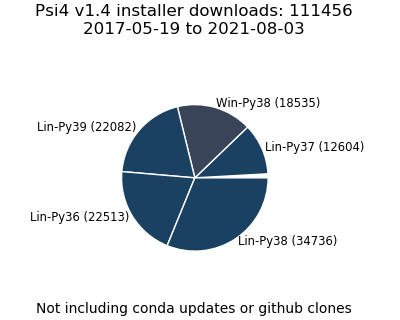 Psi4 v1.4 installer downloads: 111456
2017-05-19 to 2021-08-03
Win-Py38 (18535)
Lin-Py39 (22082)
Lin-Py37 (12604)
Lin-Py36 (22513)
Lin-Py38 (34736)
Not including conda updates or github clones